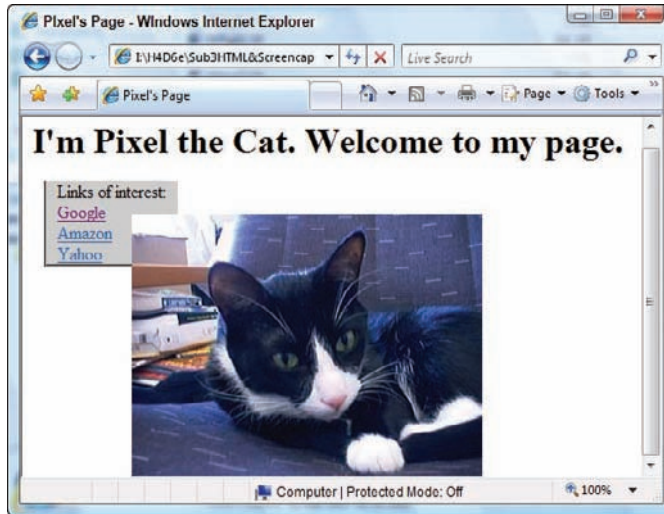 PIxel's Page - WIndows Internet Explorer
I:\H4D6e\Sub3HTML&Screencap
Live Search
Pixel's Page
Page
Tools
I'm Pixel the Cat. Welcome to my page.
Links of interest:
Google
Amazon
Yahoo
Computer | Protected Mode: Off
100%